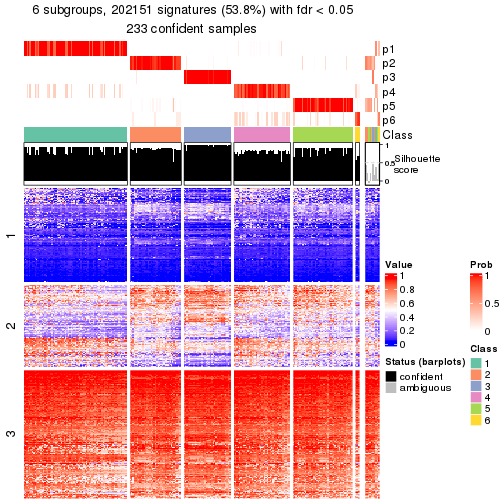 6 subgroups, 202151 signatures (53.8%) with fdr < 0.05
233 confident samples
p1
p2
p3
p4
p5
p6
Class
1
0.5
0
Silhouette
score
1
2
3
Value
1
0.8
0.6
0.4
0.2
0
Prob
1
0.5
0
Status (barplots)
confident
ambiguous
Class
1
2
3
4
5
6